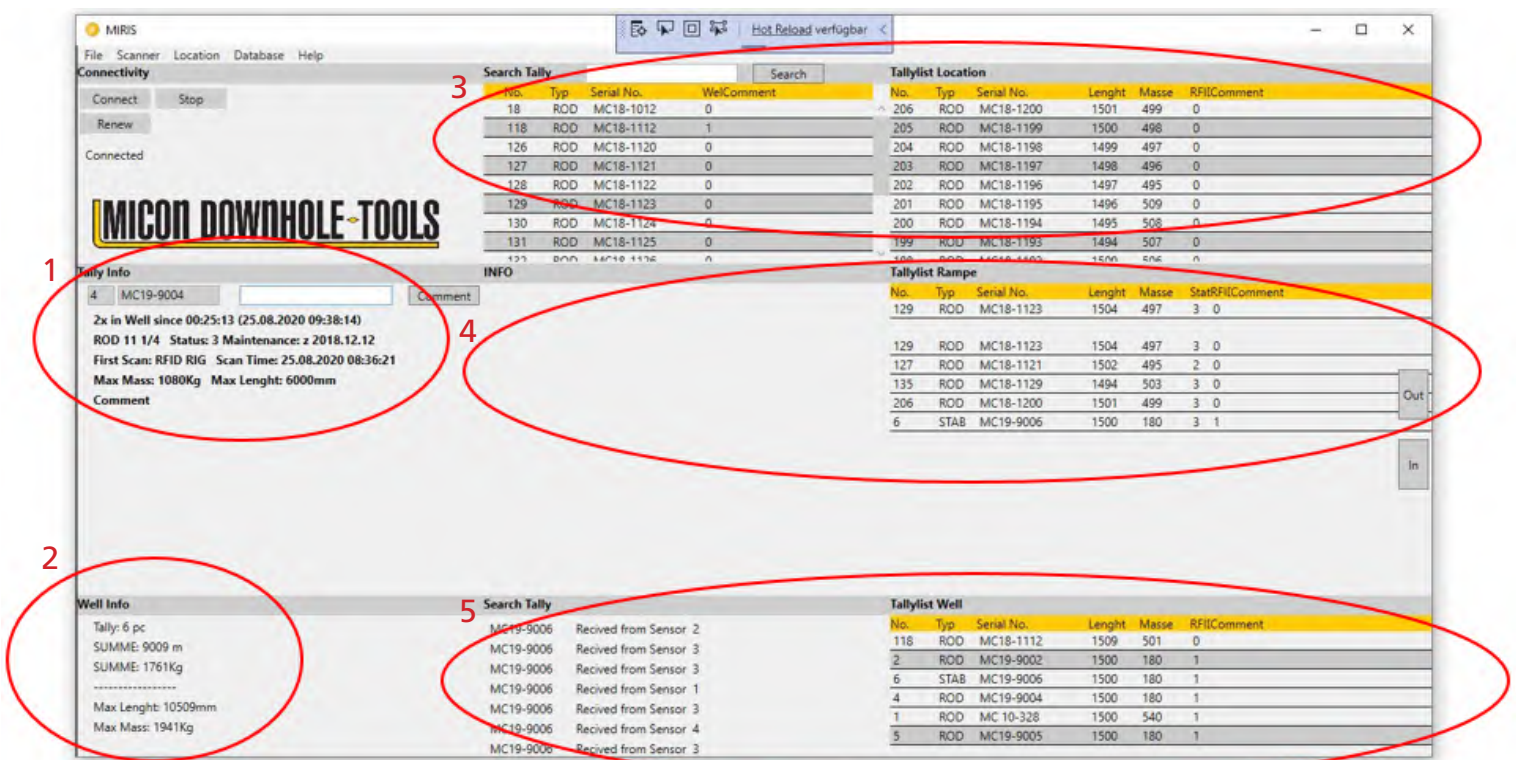 MIRIS
Hot Reload verfügbar
File Scanner Location Database Help
Connectivity
Connect Stop
Renew
Connected
MICON DOWNHOLE-TOOLS
3
Search Tally Search
No. Typ Serial No. WelComment
18 ROD MC18-1012 0
118 ROD MC18-1112 1
126 ROD MC18-1120 0
127 ROD MC18-1121 0
128 ROD MC18-1122 0
129 ROD MC18-1123 0
130 ROD MC18-1124 0
131 ROD MC18-1125 0
Tallylist Location
No. Typ Serial No. Lenght Masse RFIIComment
206 ROD MC18-1200 1501 499 0
205 ROD MC18-1199 1500 498 0
204 ROD MC18-1198 1499 497 0
203 ROD MC18-1197 1498 496 0
202 ROD MC18-1196 1497 495 0
201 ROD MC18-1195 1496 509 0
200 ROD MC18-1194 1495 508 0
199 ROD MC18-1193 1494 507 0
1
Tally Info
4 MC19-9004 Comment
2x in Well since 00:25:13 (25.08.2020 09:38:14)
ROD 11 1/4 Status: 3 Maintenance: z 2018.12.12
First Scan: RFID RIG Scan Time: 25.08.2020 08:36:21
Max Mass: 1080Kg Max Lenght: 6000mm
Comment
INFO
4
Tallylist Rampe
No. Typ Serial No. Lenght Masse StatRFIIComment
129 ROD MC18-1123 1504 497 3 0
129 ROD MC18-1123 1504 497 3 0
127 ROD MC18-1121 1502 495 2 0
135 ROD MC18-1129 1494 503 3 0
206 ROD MC18-1200 1501 499 3 0
6 STAB MC19-9006 1500 180 3 1
Out
In
2
Well Info
Tally: 6 pc
SUMME: 9009 m
SUMME: 1761Kg
-----------------
Max Lenght: 10509mm
Max Mass: 1941Kg
5
Search Tally
MC19-9006 Recived from Sensor 2
MC19-9006 Recived from Sensor 3
MC19-9006 Recived from Sensor 3
MC19-9006 Recived from Sensor 1
MC19-9006 Recived from Sensor 3
MC19-9006 Recived from Sensor 4
MC19-9006 Recived from Sensor 3
Tallylist Well
No. Typ Serial No. Lenght Masse RFIIComment
118 ROD MC18-1112 1509 501 0
2 ROD MC19-9002 1500 180 1
6 STAB MC19-9006 1500 180 1
4 ROD MC19-9004 1500 180 1
1 ROD MC 10-328 1500 540 1
5 ROD MC19-9005 1500 180 1